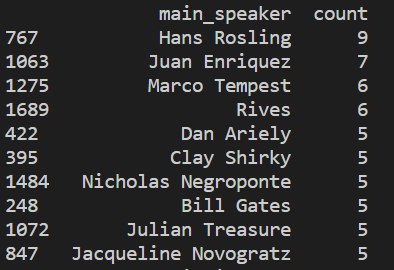 main_speaker count
767 Hans Rosling 9
1063 Juan Enriquez 7
1275 Marco Tempest 6
1689 Rives 6
422 Dan Ariely 5
395 Clay Shirky 5
1484 Nicholas Negroponte 5
248 Bill Gates 5
1072 Julian Treasure 5
847 Jacqueline Novogratz 5